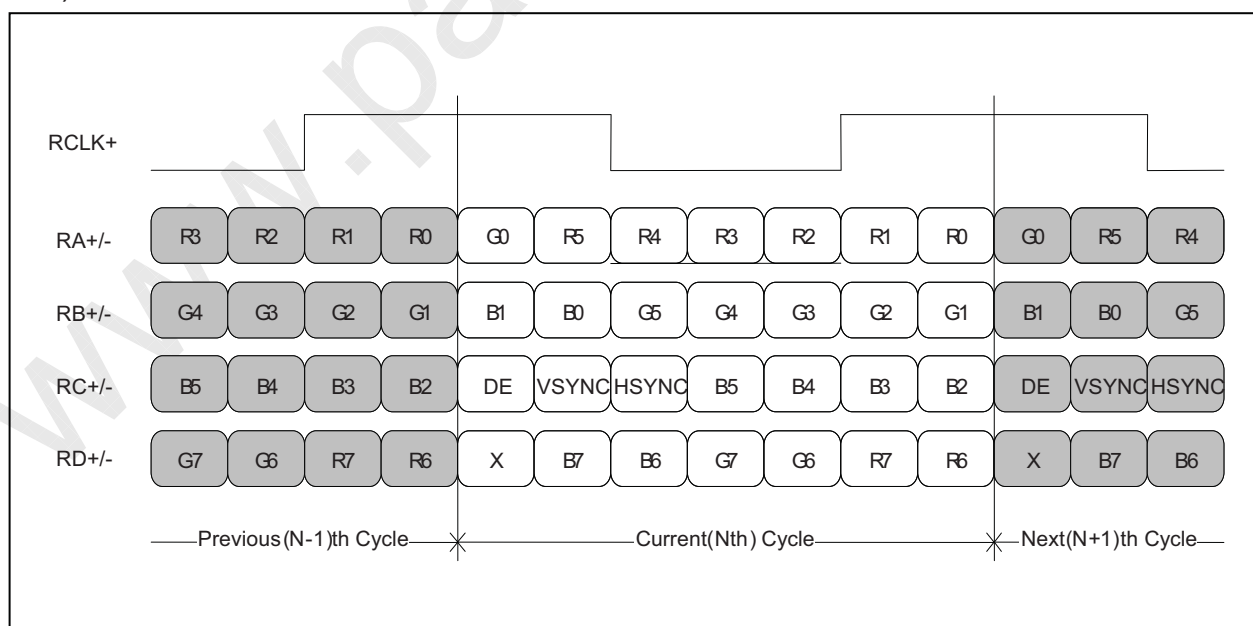 www.pa
RCLK+
RA+/- R3 R2 R1 R0 G0 R5 R4 R3 R2 R1 R0 G0 R5 R4
RB+/- G4 G3 G2 G1 B1 B0 G5 G4 G3 G2 G1 B1 B0 G5
RC+/- B5 B4 B3 B2 DE VSYNC HSYNC B5 B4 B3 B2 DE VSYNC HSYNC
RD+/- G7 G6 R7 R6 X B7 B6 G7 G6 R7 R6 X B7 B6
Previous(N-1)th Cycle Current(Nth) Cycle Next(N+1)th Cycle